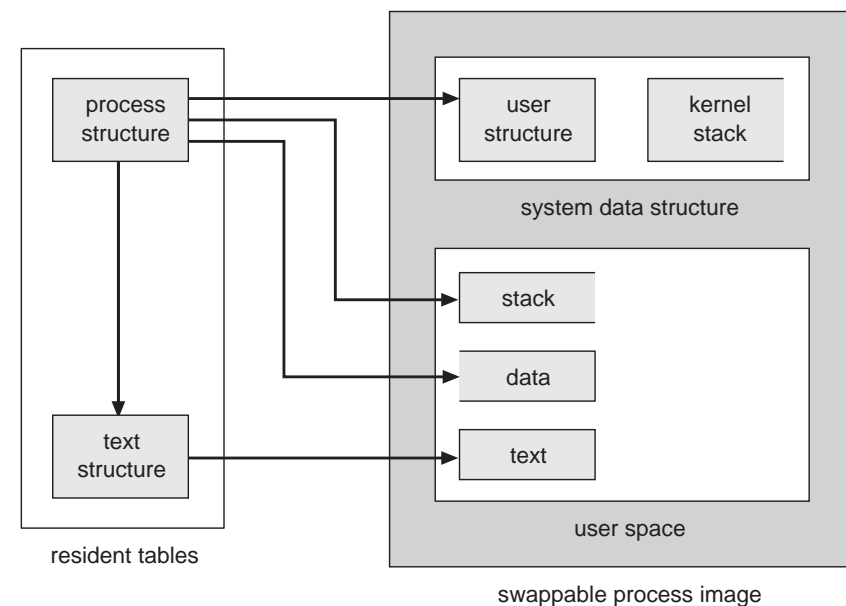 process
structure
text
structure
resident tables
user
structure
kernel
stack
system data structure
stack
data
text
user space
swappable process image